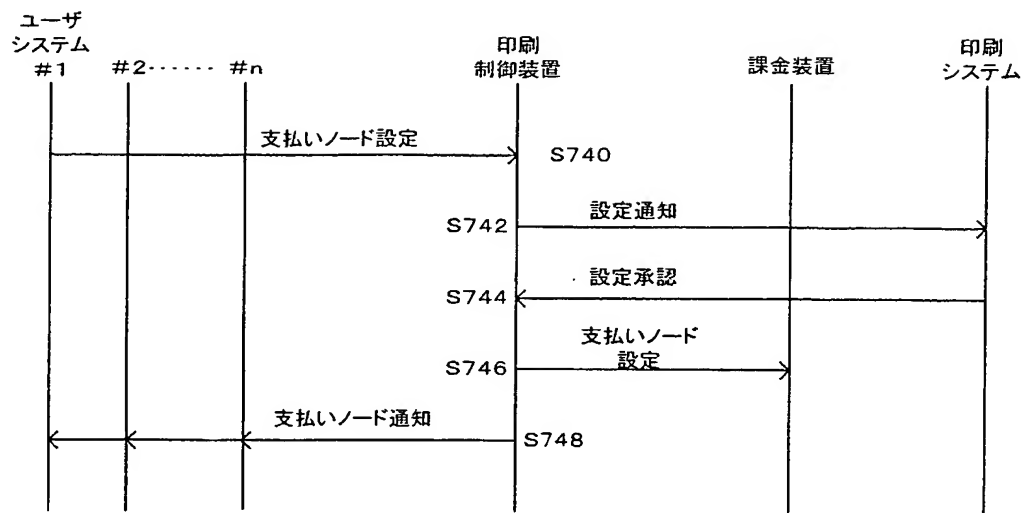 ユーザ
システム
#1
#2‥‥‥
#n
印刷
制御装置
課金装置
印刷
システム
支払いノード設定
S740
S742
設定通知
S744
設定承認
S746
支払いノード
設定
支払いノード通知
S748